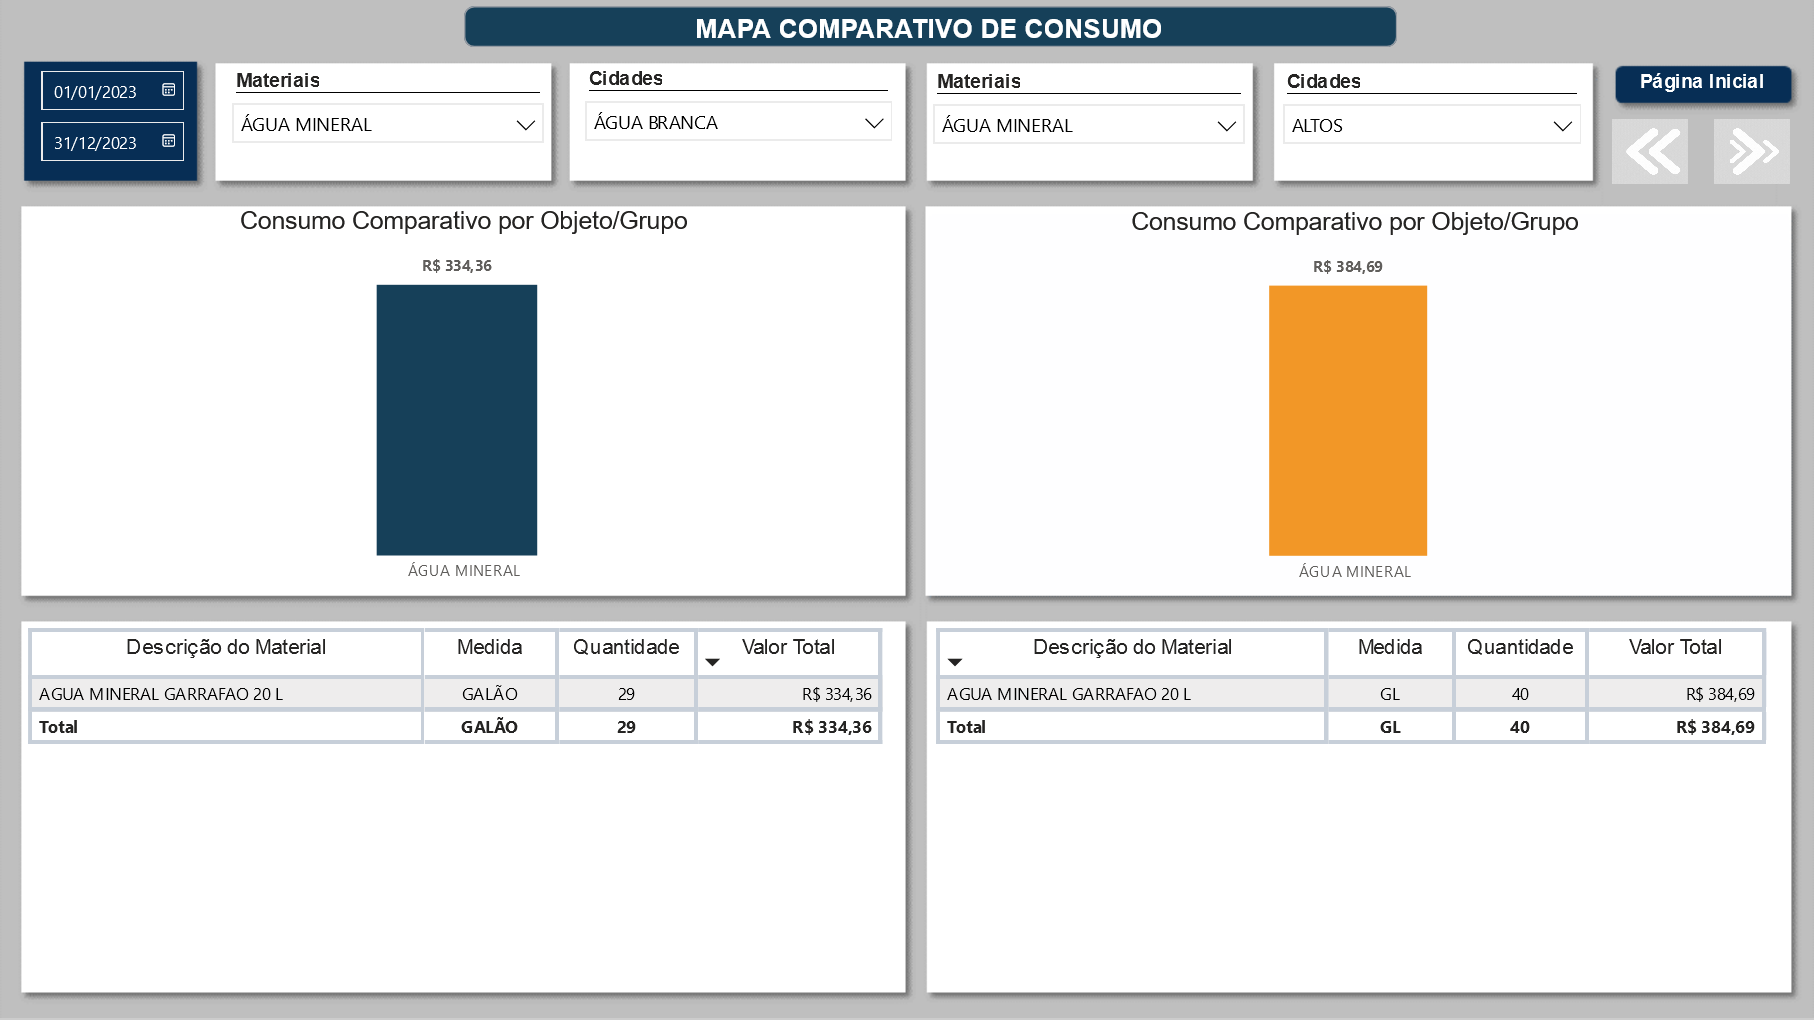 MAPA COMPARATIVO DE CONSUMO
01/01/2023
31/12/2023
Materiais
ÁGUA MINERAL
Cidades
ÁGUA BRANCA
Materiais
ÁGUA MINERAL
Cidades
ALTOS
Página Inicial
Consumo Comparativo por Objeto/Grupo
R$ 334,36
ÁGUA MINERAL
Consumo Comparativo por Objeto/Grupo
R$ 384,69
ÁGUA MINERAL
Descrição do Material Medida Quantidade Valor Total
AGUA MINERAL GARRAFAO 20 L GALÃO 29 R$ 334,36
Total GALÃO 29 R$ 334,36
Descrição do Material Medida Quantidade Valor Total
AGUA MINERAL GARRAFAO 20 L GL 40 R$ 384,69
Total GL 40 R$ 384,69